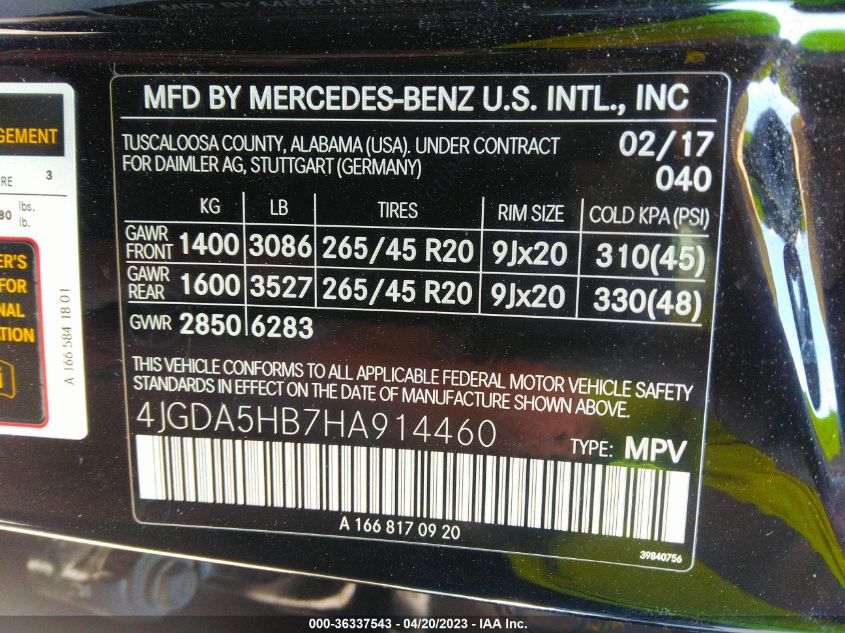 GEMENT
RE 3
80 lbs.
lb.
ER'S
FOR
NAL
ATION
A 166 584 18 01
MFD BY MERCEDES-BENZ U.S. INTL., INC
TUSCALOOSA COUNTY, ALABAMA (USA). UNDER CONTRACT 02/17
FOR DAIMLER AG, STUTTGART (GERMANY) 040
KG LB TIRES RIM SIZE COLD KPA (PSI)
GAWR FRONT 1400 3086 265/45 R20 9Jx20 310(45)
GAWR REAR 1600 3527 265/45 R20 9Jx20 330(48)
GVWR 2850 6283
THIS VEHICLE CONFORMS TO ALL APPLICABLE FEDERAL MOTOR VEHICLE SAFETY
STANDARDS IN EFFECT ON THE DATE OF MANUFACTURE SHOWN ABOVE.
4JGDA5HB7HA914460 TYPE: MPV
A 166 817 09 20
39840756
000-36337543 - 04/20/2023 - IAA Inc.